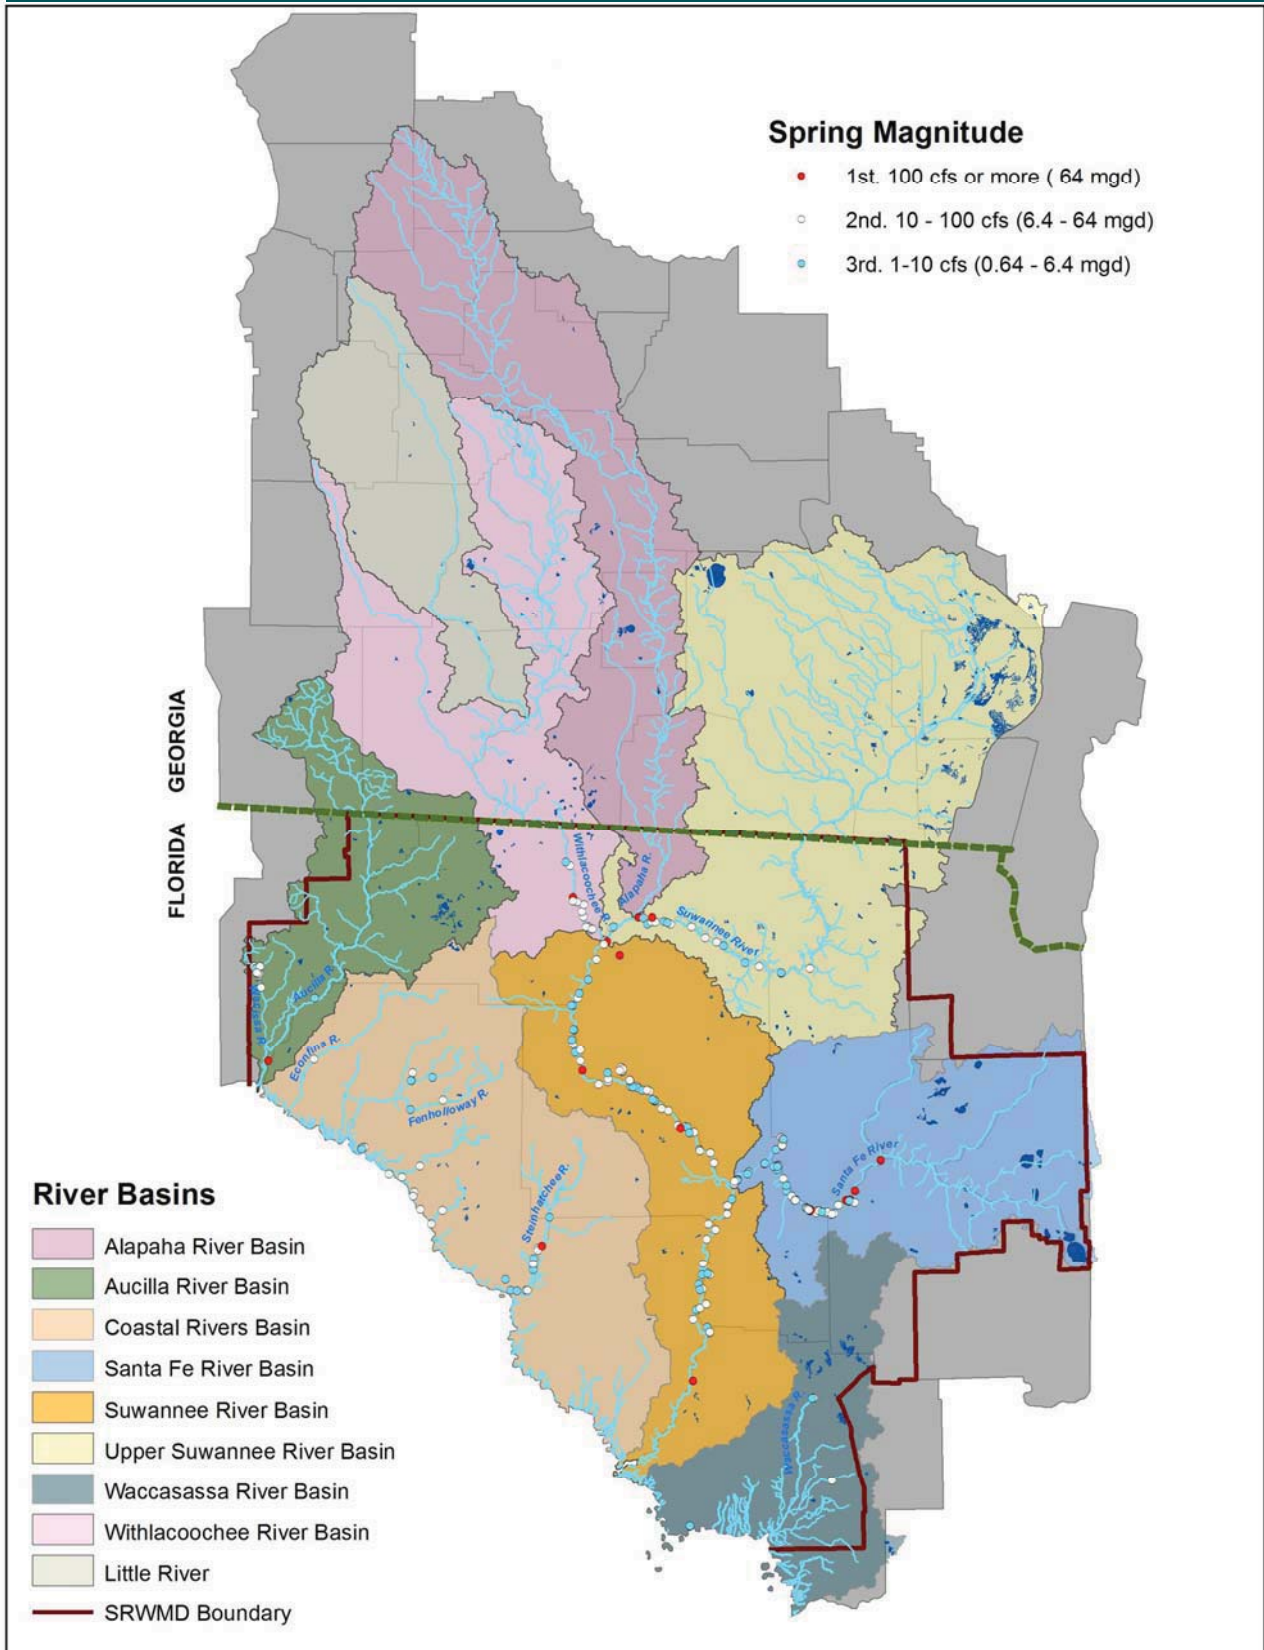 Spring Magnitude
1st. 100 cfs or more ( 64 mgd)
2nd. 10 - 100 cfs (6.4 - 64 mgd)
3rd. 1-10 cfs (0.64 - 6.4 mgd)
GEORGIA
FLORIDA
Withlacoochee R.
Alapaha R.
Suwannee River
Aucilla R.
Econfina R.
Fenholloway R.
Steinhatchee R.
Santa Fe River
Waccasassa R.
River Basins
Alapaha River Basin
Aucilla River Basin
Coastal Rivers Basin
Santa Fe River Basin
Suwannee River Basin
Upper Suwannee River Basin
Waccasassa River Basin
Withlacoochee River Basin
Little River
SRWMD Boundary